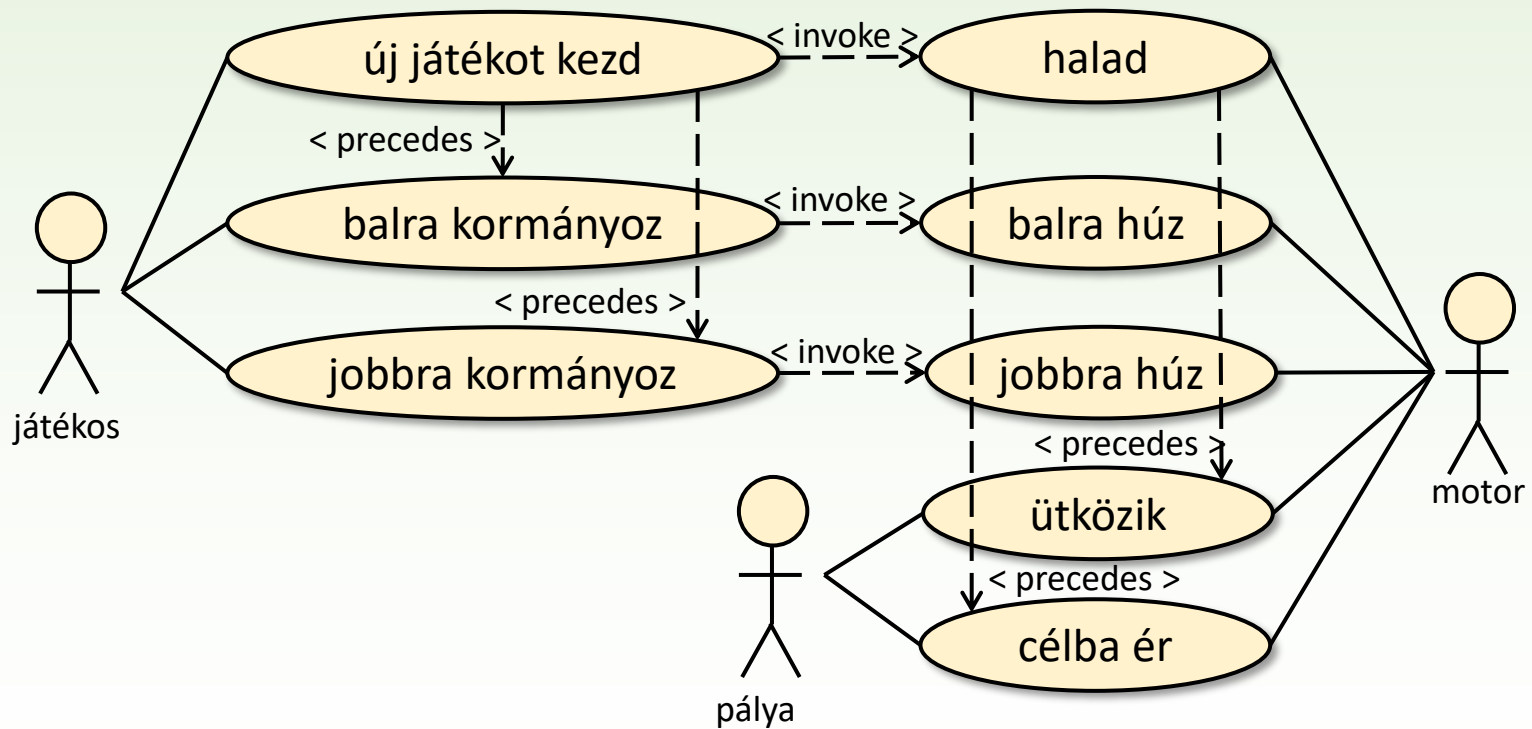 új játékot kezd
< invoke >
halad
< precedes >
balra kormányoz
< invoke >
balra húz
< precedes >
jobbra kormányoz
< invoke >
jobbra húz
játékos
< precedes >
motor
ütközik
< precedes >
célba ér
pálya